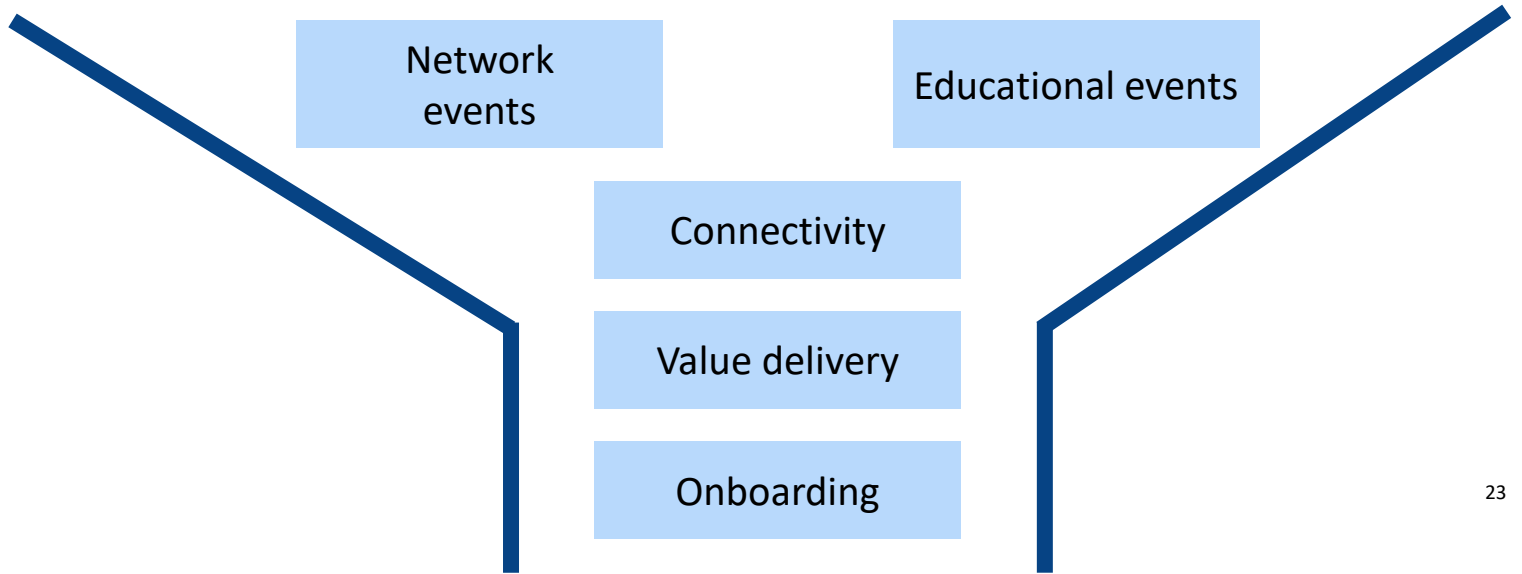 Network
events
Educational events
Connectivity
Value delivery
Onboarding
23